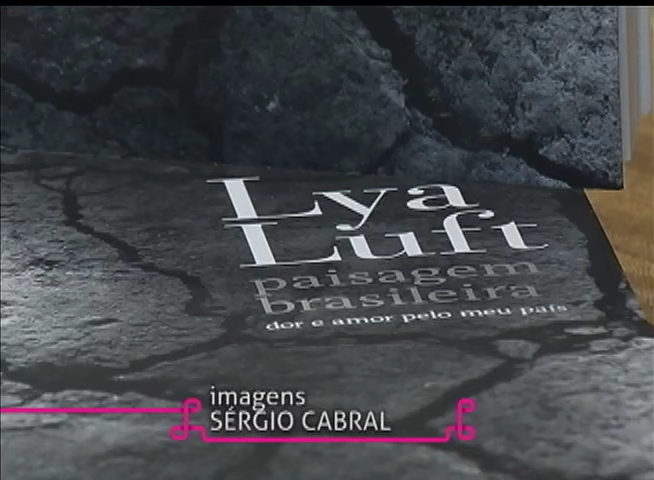 Lya
Luft
paisagem
brasileira
dor e amor pelo meu país
imagens
SÉRGIO CABRAL